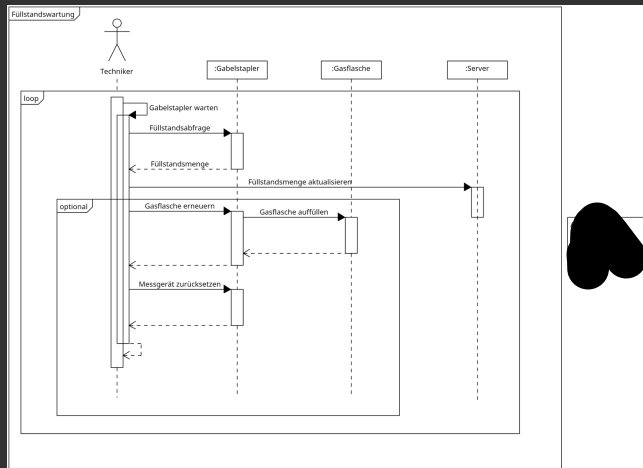 Füllstandswartung
Techniker
:Gabelstapler
:Gasflasche
:Server
loop
Gabelstapler warten
Füllstandsabfrage
Füllstandsmenge
Füllstandsmenge aktualisieren
optional
Gasflasche erneuern
Gasflasche auffüllen
Messgerät zurücksetzen